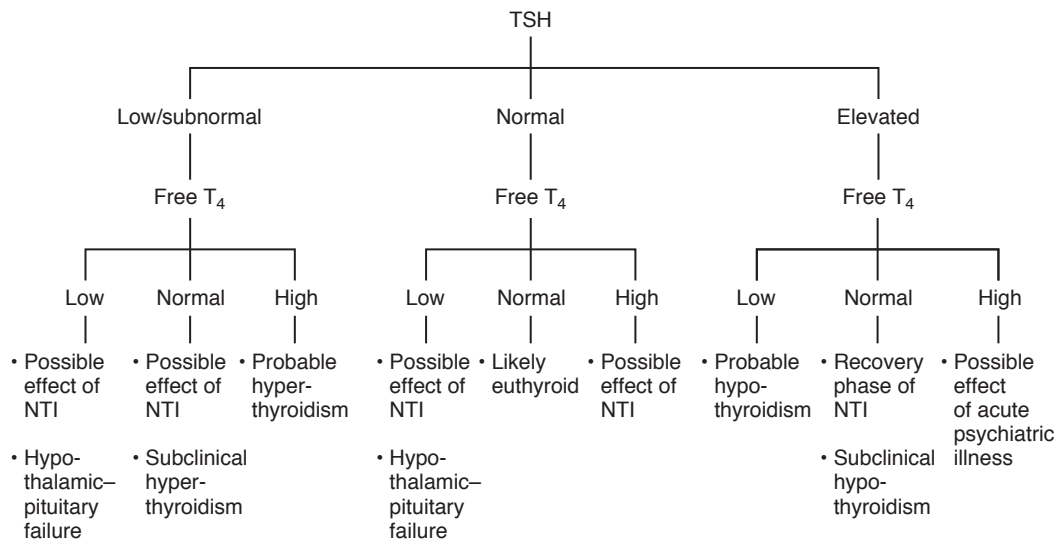 TSH
Low/subnormal
Normal
Elevated
Free T4
Free T4
Free T4
Low
Normal
High
Low
Normal
High
Low
Normal
High
• Possible
effect of
NTI
• Hypo-
thalamic–
pituitary
failure
• Possible
effect of
NTI
• Subclinical
hyper-
thyroidism
• Probable
hyper-
thyroidism
• Possible
effect of
NTI
• Hypo-
thalamic–
pituitary
failure
• Likely
euthyroid
• Possible
effect of
NTI
• Probable
hypo-
thyroidism
• Recovery
phase of
NTI
• Subclinical
hypo-
thyroidism
• Possible
effect
of acute
psychiatric
illness